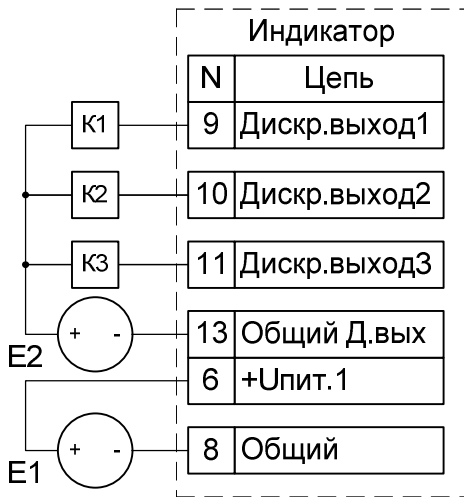 Индикатор
N Цепь
К1 9 Дискр.выход1
К2 10 Дискр.выход2
К3 11 Дискр.выход3
+ - 13 Общий Д.вых
E2
6 +Uпит.1
+ - 8 Общий
E1